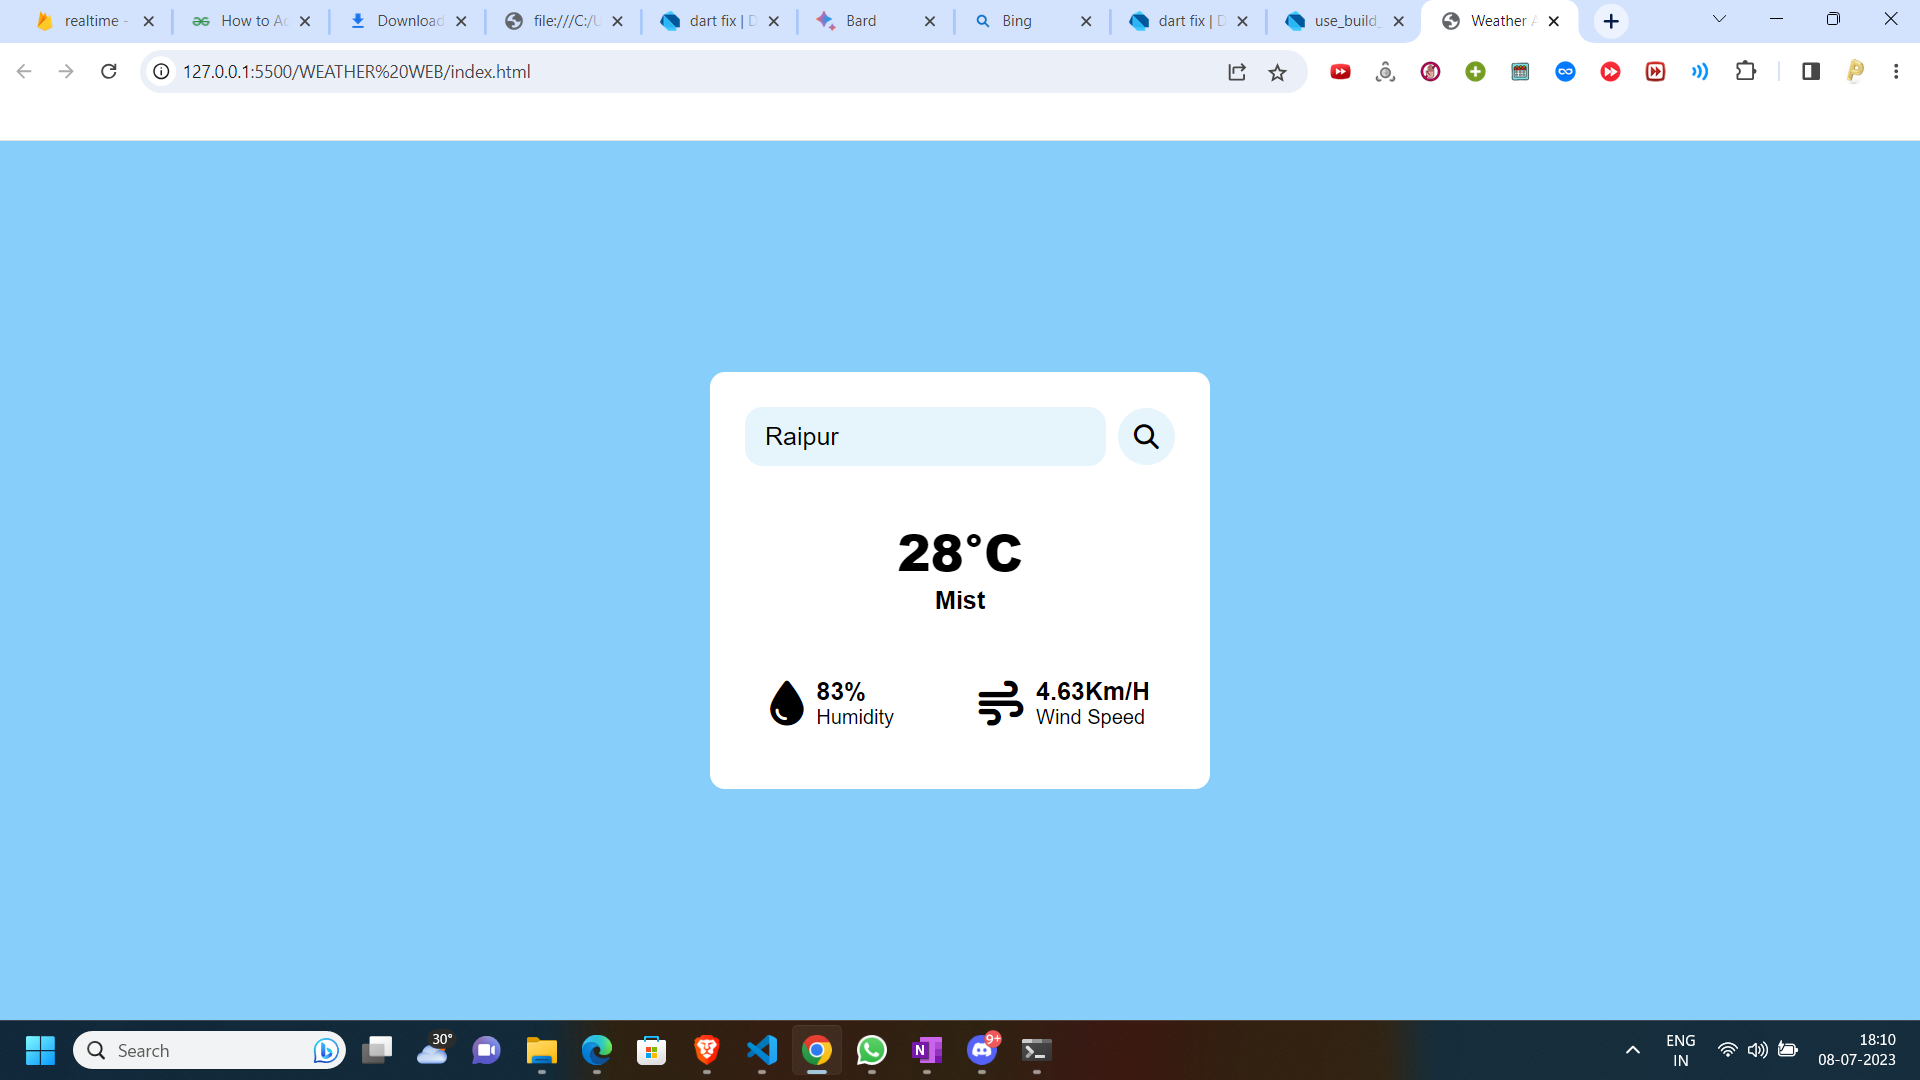 realtime -
How to Ac
Download
file:///C:/U
dart fix | D
Bard
Bing
dart fix | D
use_build_
Weather A
127.0.0.1:5500/WEATHER%20WEB/index.html
Raipur
28°C
Mist
83%
Humidity
4.63Km/H
Wind Speed
Search
30°
9+
ENG
IN
18:10
08-07-2023